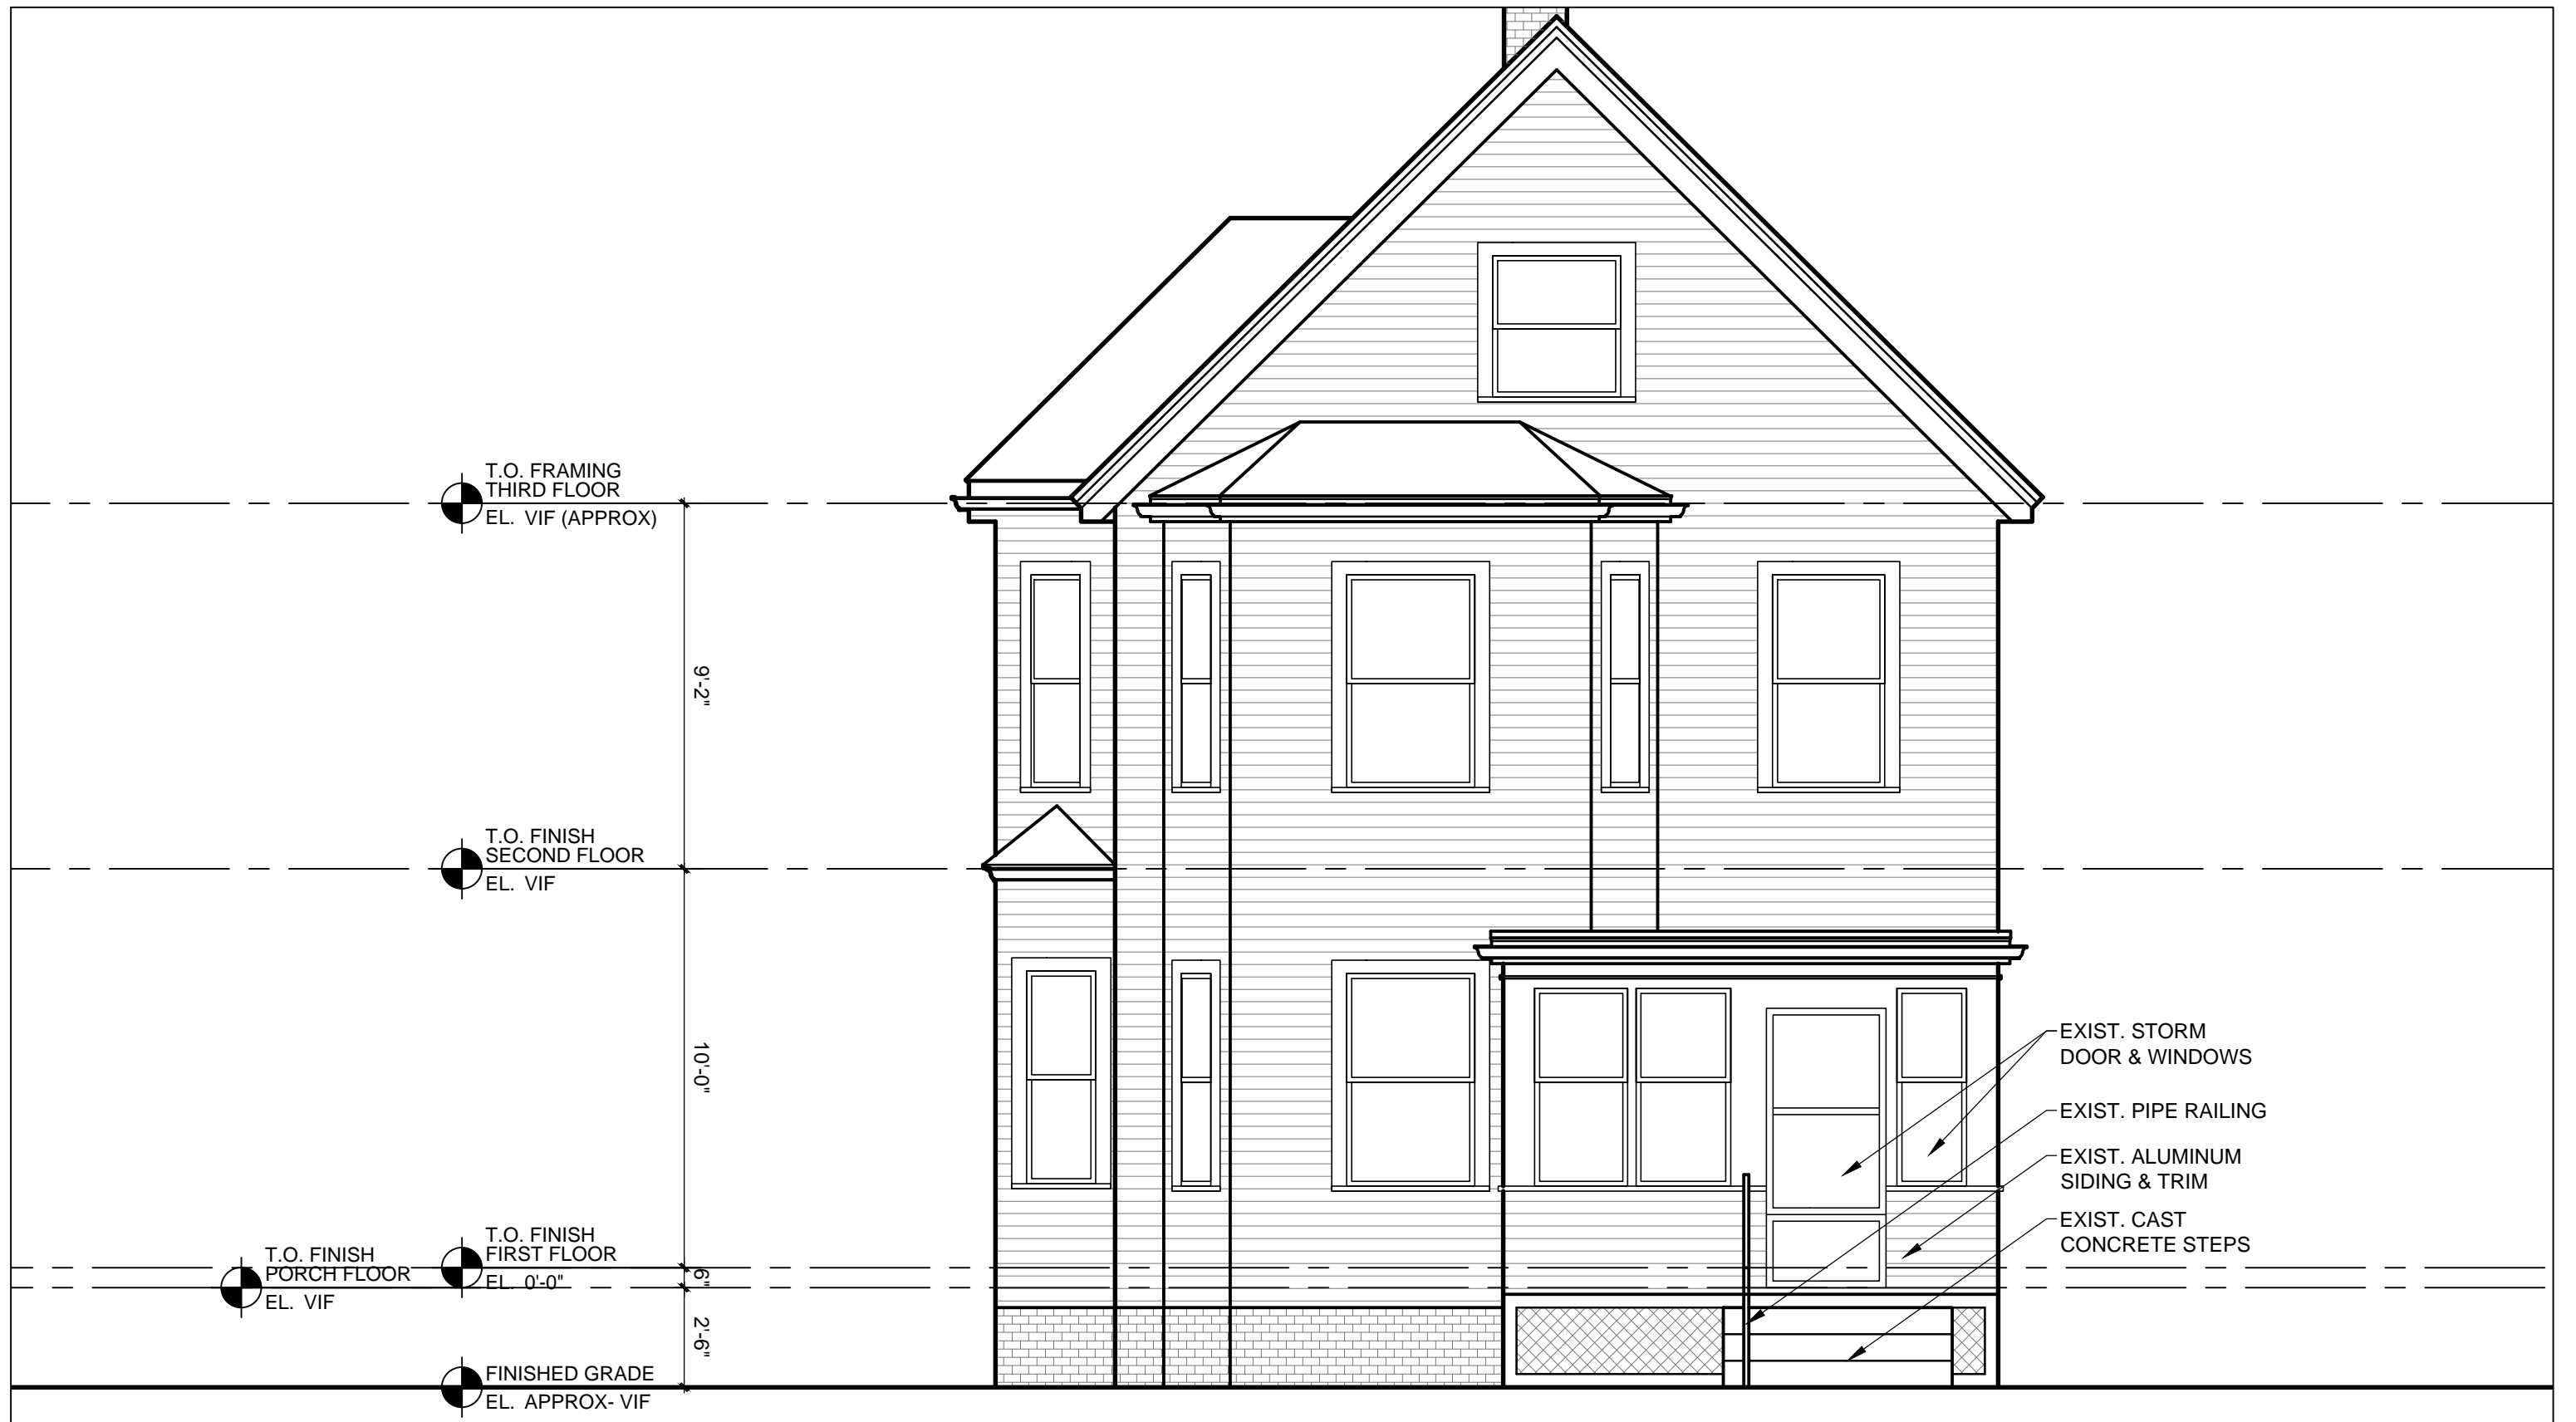 T.O. FRAMING
THIRD FLOOR
EL. VIF (APPROX)
9'-2"
T.O. FINISH
SECOND FLOOR
EL. VIF
10'-0"
T.O. FINISH
FIRST FLOOR
EL. 0'-0"
T.O. FINISH
PORCH FLOOR
EL. VIF
6"
2'-6"
FINISHED GRADE
EL. APPROX- VIF
EXIST. STORM
DOOR & WINDOWS
EXIST. PIPE RAILING
EXIST. ALUMINUM
SIDING & TRIM
EXIST. CAST
CONCRETE STEPS